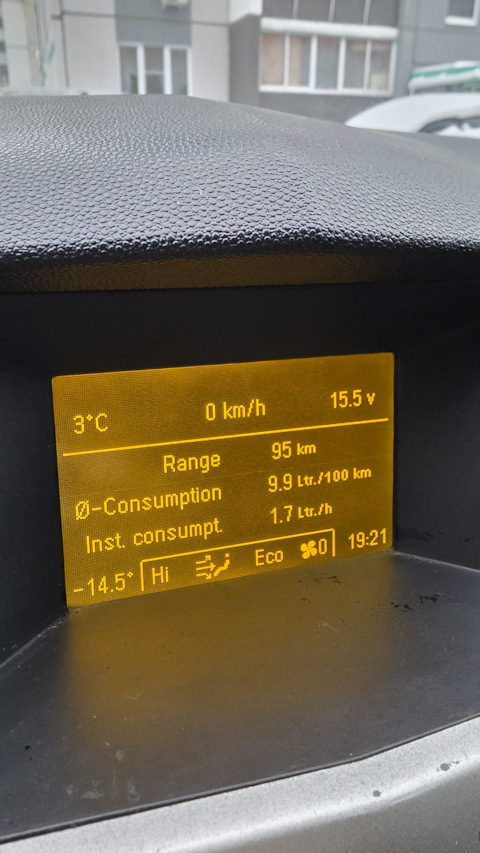 3°C 0 km/h 15.5 v
Range 95 km
Ø-Consumption 9.9 Ltr./100 km
Inst. consumpt. 1.7 Ltr./h
-14.5° Hi Eco 0 19:21